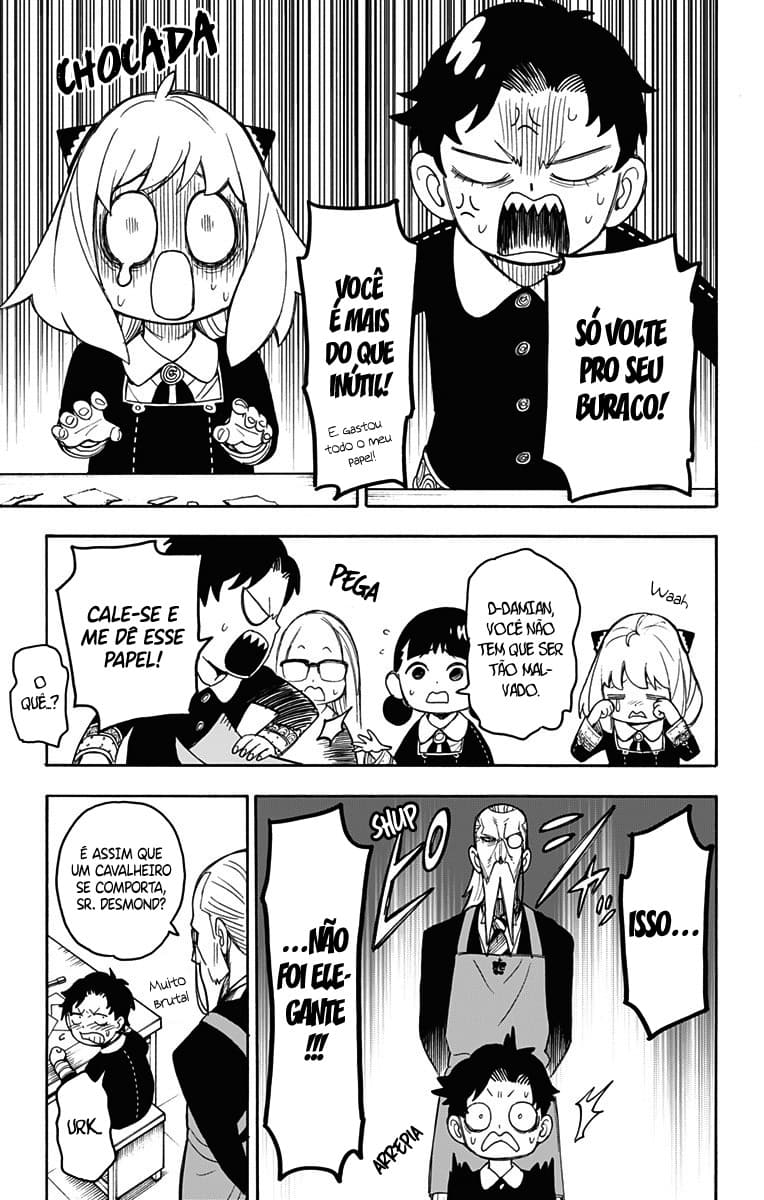 SÓ VOLTE
PRO SEU
BURACO!
VOCÊ
É MAIS
DO QUE
INÚTIL!
E GASTOU
todo o meu
papel!
CHOCADA
Waah
D-DAMIAN,
VOCÊ NÃO
TEM QUE SER
TÃO MAL-
VADO.
PEGA
CALE-SE E
ME DÊ ESSE
PAPEL!
O
QUÊ..?
ISSO...
SHUP
...NÃO
FOI ELE-
GANTE
!!!
ARREPIA
É ASSIM QUE
UM CAVALHEIRO
SE COMPORTA,
SR. DESMOND?
Muito
Brutal
URK..